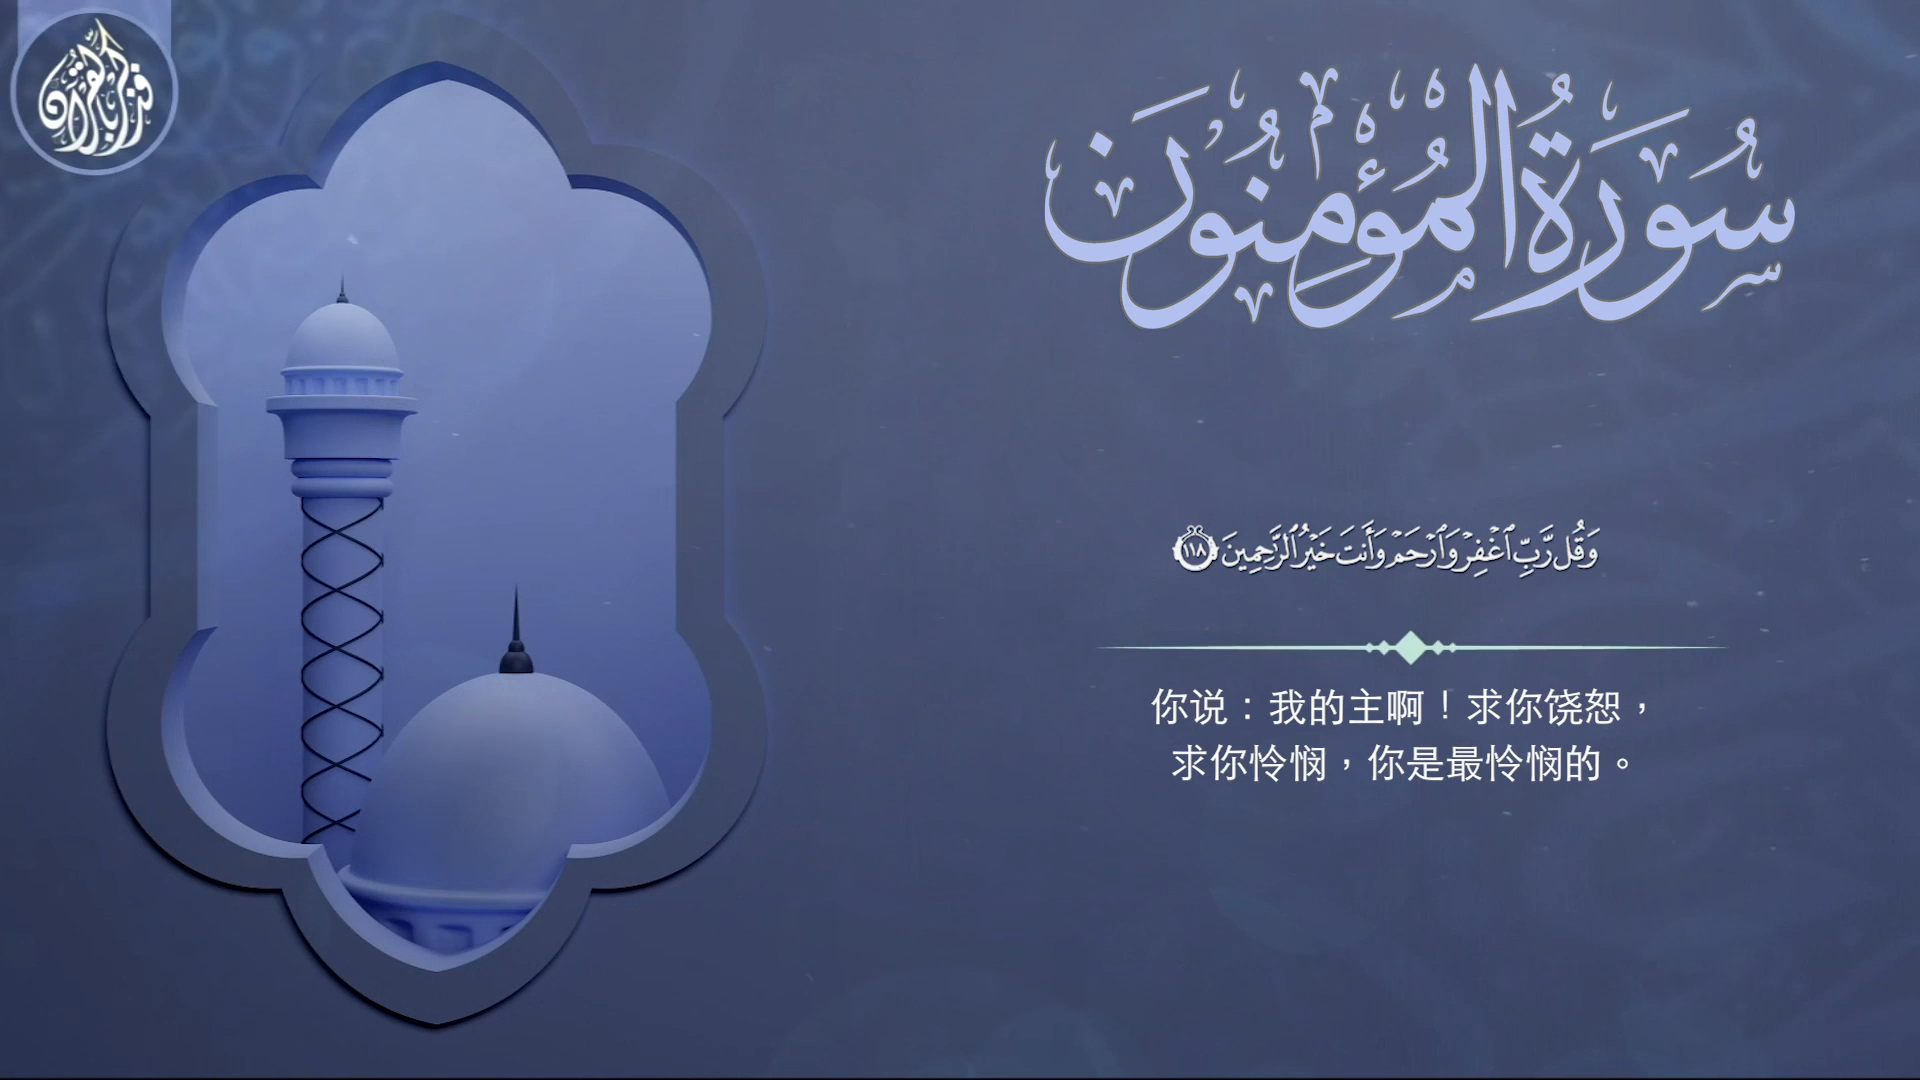 سُورَةُ المُؤْمِنُونَ
وَقُل رَّبِّ ٱغۡفِرۡ وَٱرۡحَمۡ وَأَنتَ خَيۡرُ ٱلرَّٰحِمِينَ ١١٨
你说：我的主啊！求你饶恕，
求你怜悯，你是最怜悯的。